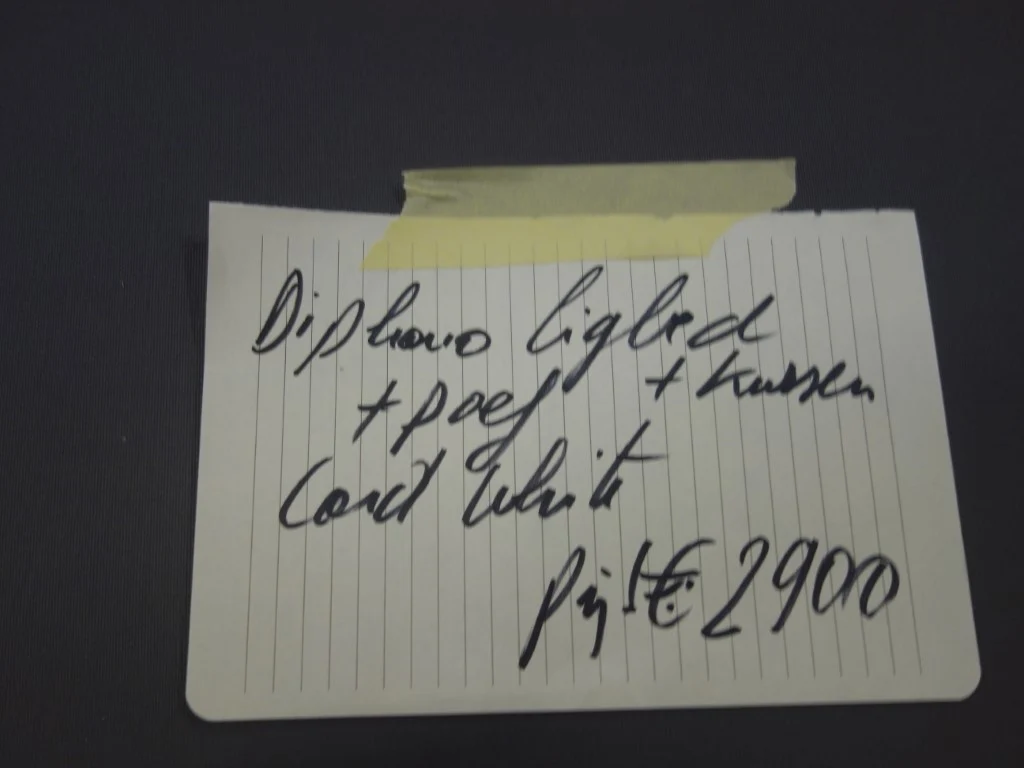 Diphano ligbed
+ poef + kussen
Cord White
Prijs € 2900